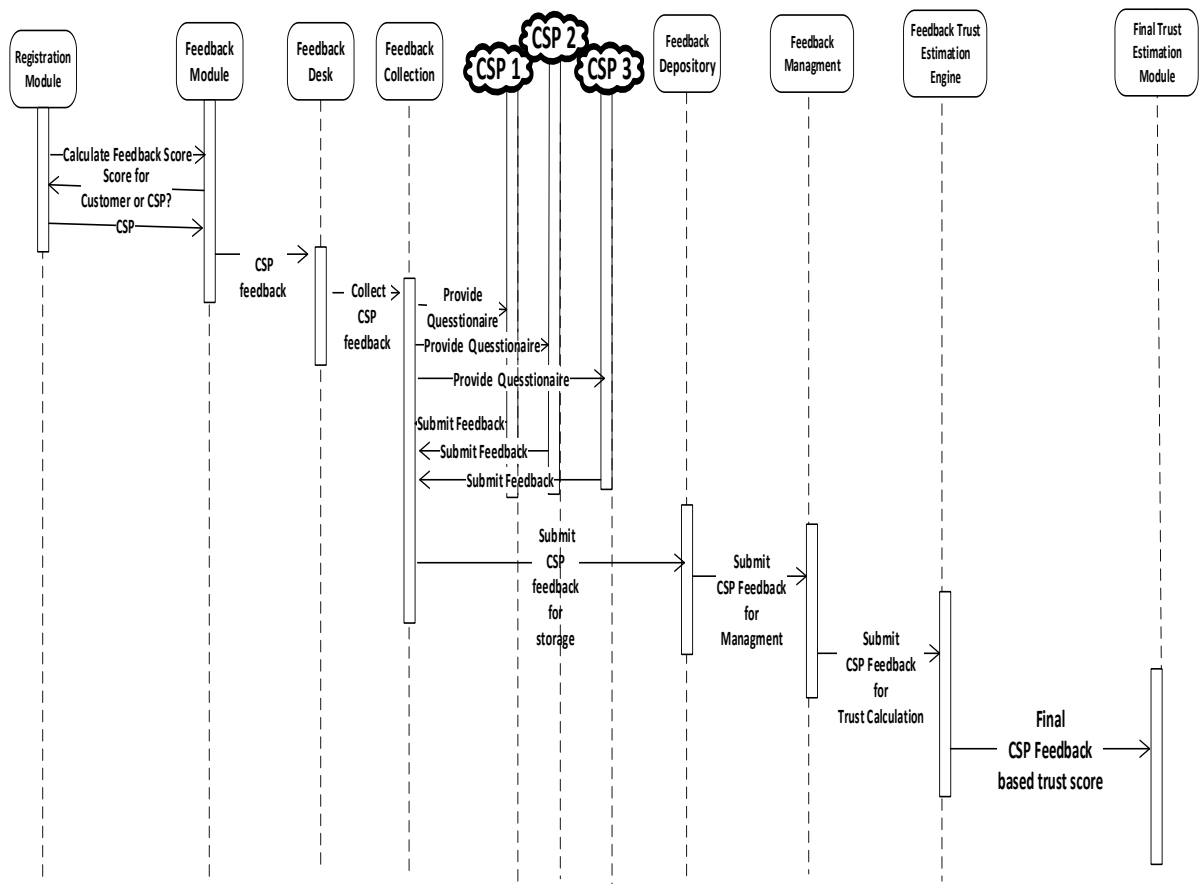 Registration
Module
Feedback
Module
Feedback
Desk
Feedback
Collection
CSP 1
CSP 2
CSP 3
Feedback
Depository
Feedback
Managment
Feedback Trust
Estimation
Engine
Final Trust
Estimation
Module
Calculate Feedback Score
Score for
Customer or CSP?
CSP
CSP
feedback
Collect
CSP
feedback
Provide
Quesstionaire
Provide Quesstionaire
Provide Quesstionaire
Submit Feedback
Submit Feedback
Submit Feedback
Submit
CSP
feedback
for
storage
Submit
CSP Feedback
for
Managment
Submit
CSP Feedback
for
Trust Calculation
Final
CSP Feedback
based trust score